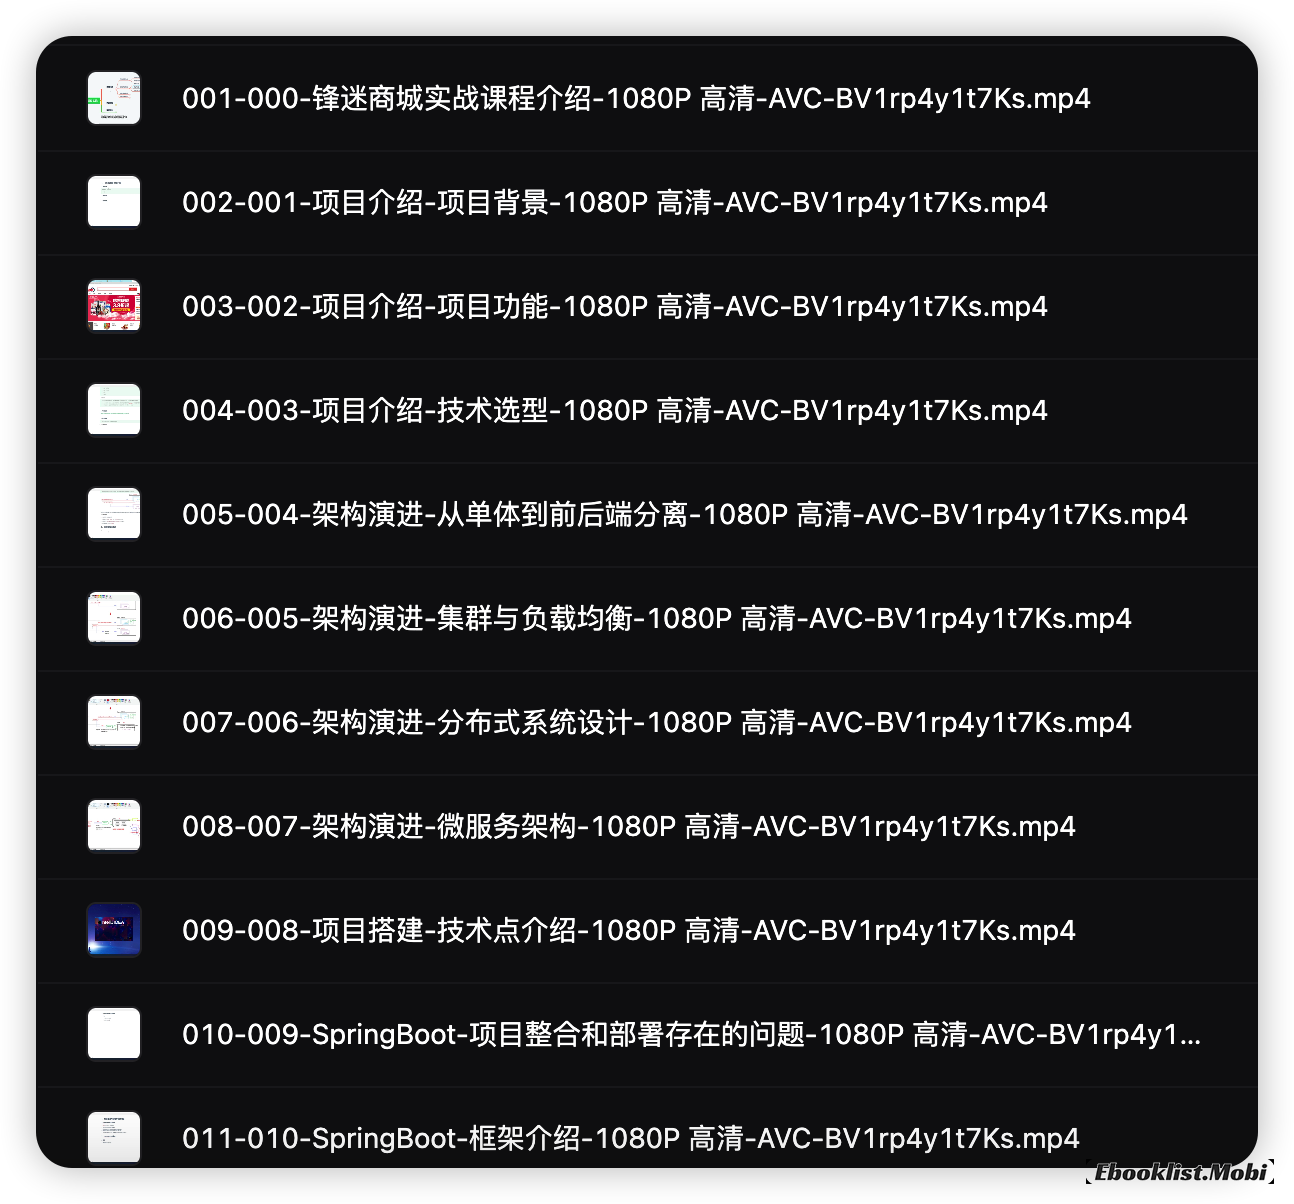 001-000-锋迷商城实战课程介绍-1080P 高清-AVC-BV1rp4y1t7Ks.mp4
002-001-项目介绍-项目背景-1080P 高清-AVC-BV1rp4y1t7Ks.mp4
003-002-项目介绍-项目功能-1080P 高清-AVC-BV1rp4y1t7Ks.mp4
004-003-项目介绍-技术选型-1080P 高清-AVC-BV1rp4y1t7Ks.mp4
005-004-架构演进-从单体到前后端分离-1080P 高清-AVC-BV1rp4y1t7Ks.mp4
006-005-架构演进-集群与负载均衡-1080P 高清-AVC-BV1rp4y1t7Ks.mp4
007-006-架构演进-分布式系统设计-1080P 高清-AVC-BV1rp4y1t7Ks.mp4
008-007-架构演进-微服务架构-1080P 高清-AVC-BV1rp4y1t7Ks.mp4
009-008-项目搭建-技术点介绍-1080P 高清-AVC-BV1rp4y1t7Ks.mp4
010-009-SpringBoot-项目整合和部署存在的问题-1080P 高清-AVC-BV1rp4y1...
011-010-SpringBoot-框架介绍-1080P 高清-AVC-BV1rp4y1t7Ks.mp4
Ebooklist.Mobi